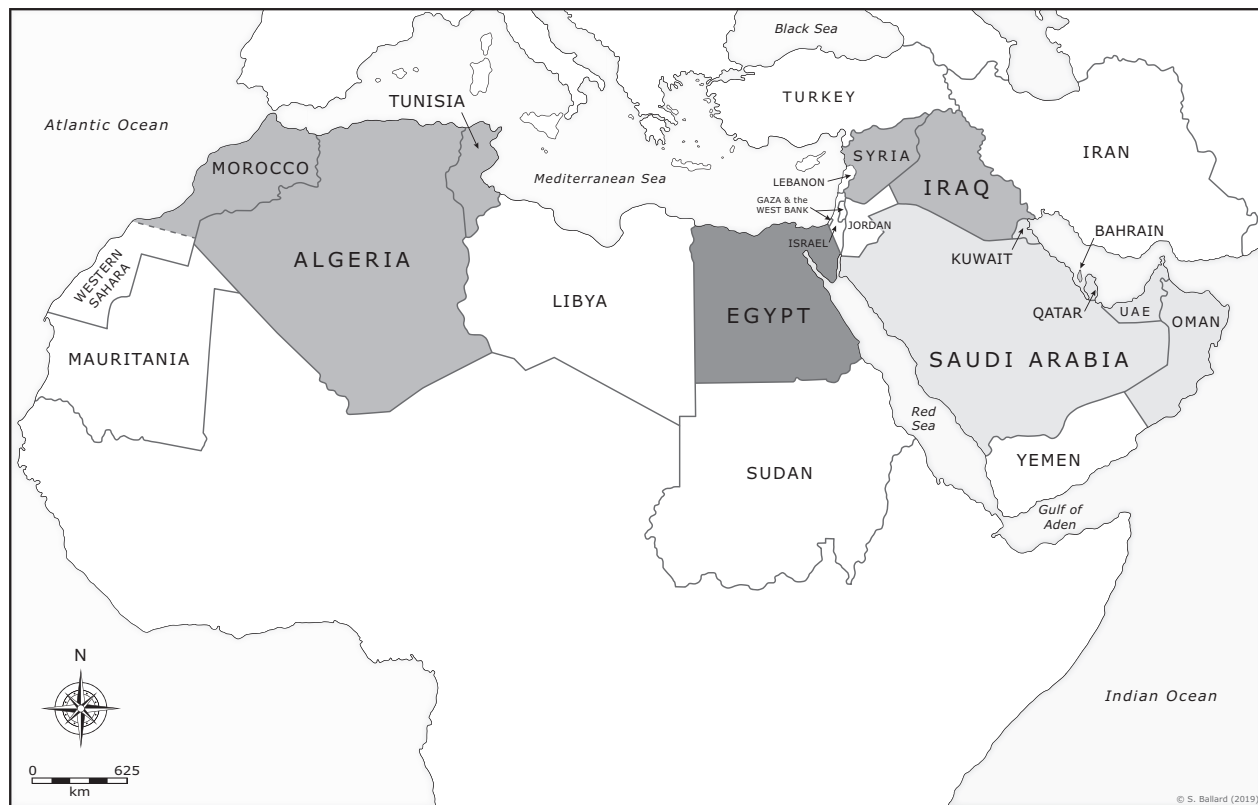 Black Sea
TURKEY
TUNISIA
Atlantic Ocean
MOROCCO
SYRIA
IRAN
Mediterranean Sea
LEBANON
IRAQ
GAZA & the
WEST BANK
JORDAN
BAHRAIN
ISRAEL
KUWAIT
ALGERIA
WESTERN
SAHARA
LIBYA
EGYPT
QATAR
UAE
OMAN
MAURITANIA
SAUDI ARABIA
Red
Sea
YEMEN
SUDAN
Gulf of
Aden
N
Indian Ocean
0 625
km
© S. Ballard (2019)